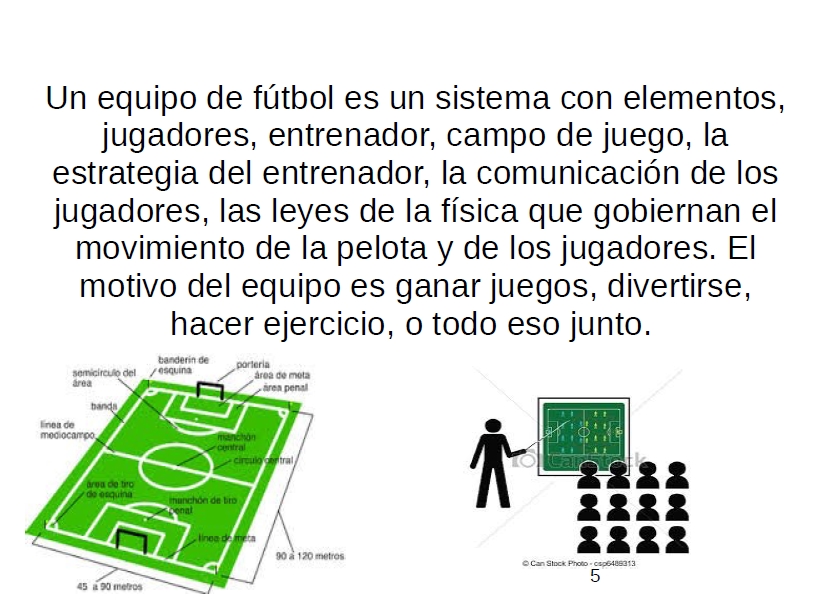 Un equipo de fútbol es un sistema con elementos,
jugadores, entrenador, campo de juego, la
estrategia del entrenador, la comunicación de los
jugadores, las leyes de la física que gobiernan el
movimiento de la pelota y de los jugadores. El
motivo del equipo es ganar juegos, divertirse,
hacer ejercicio, o todo eso junto.
banderín de
esquina
portería
semicírculo del
área
área de meta
área penal
banda
línea de
mediocampo
manchón
central
círculo central
área de tiro
de esquina
manchón de tiro
penal
línea de meta
90 a 120 metros
45 a 90 metros
CanStock
© Can Stock Photo - csp6489313
5